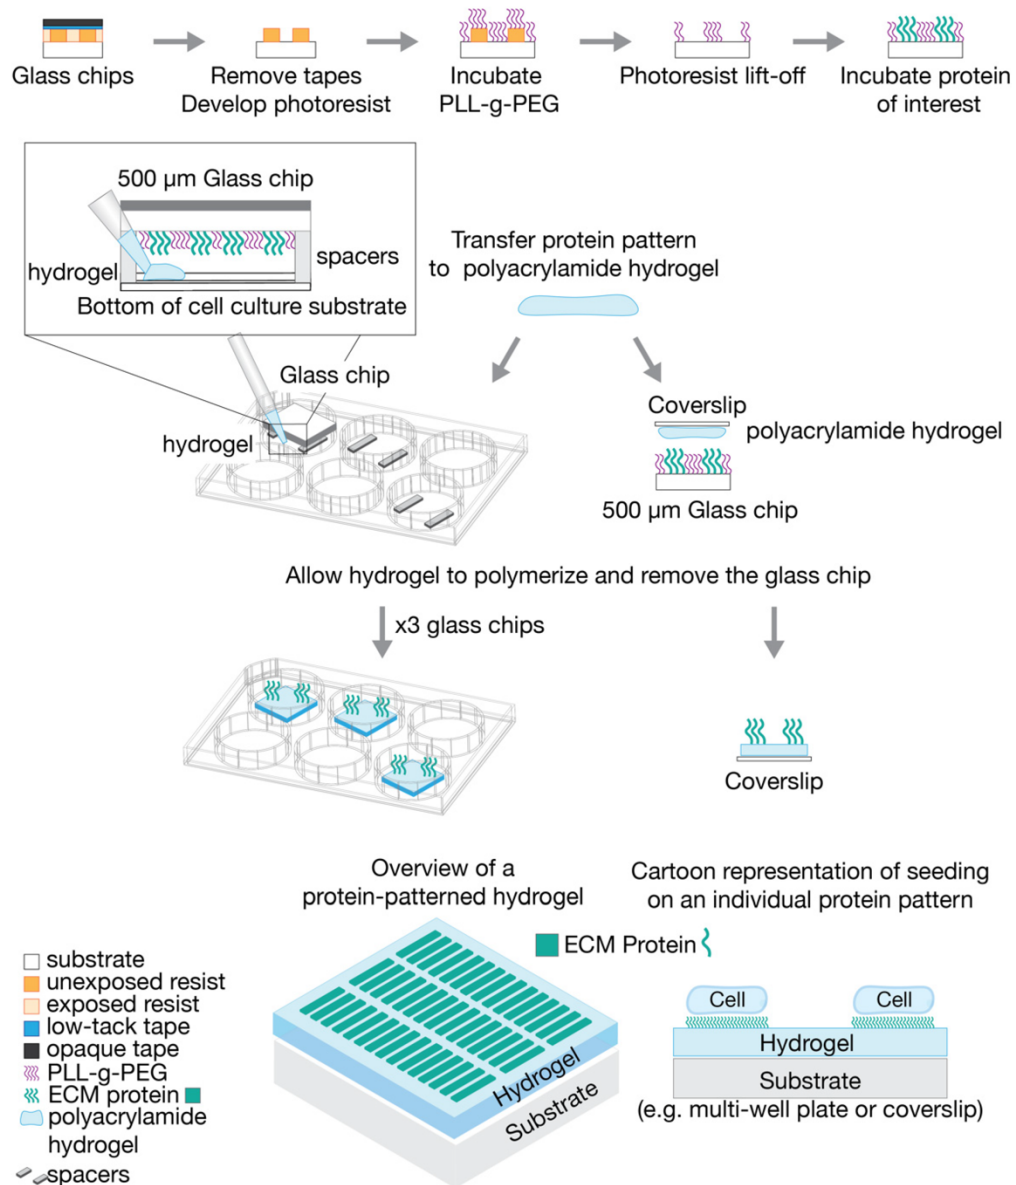 Glass chips
Remove tapes
Develop photoresist
Incubate
PLL-g-PEG
Photoresist lift-off
Incubate protein
of interest
500 µm Glass chip
hydrogel
spacers
Bottom of cell culture substrate
Transfer protein pattern
to polyacrylamide hydrogel
Glass chip
hydrogel
Coverslip
polyacrylamide hydrogel
500 µm Glass chip
Allow hydrogel to polymerize and remove the glass chip
x3 glass chips
Coverslip
Overview of a
protein-patterned hydrogel
Cartoon representation of seeding
on an individual protein pattern
ECM Protein
substrate
unexposed resist
exposed resist
low-tack tape
opaque tape
PLL-g-PEG
ECM protein
polyacrylamide
hydrogel
spacers
Hydrogel
Substrate
Cell
Cell
Hydrogel
Substrate
(e.g. multi-well plate or coverslip)